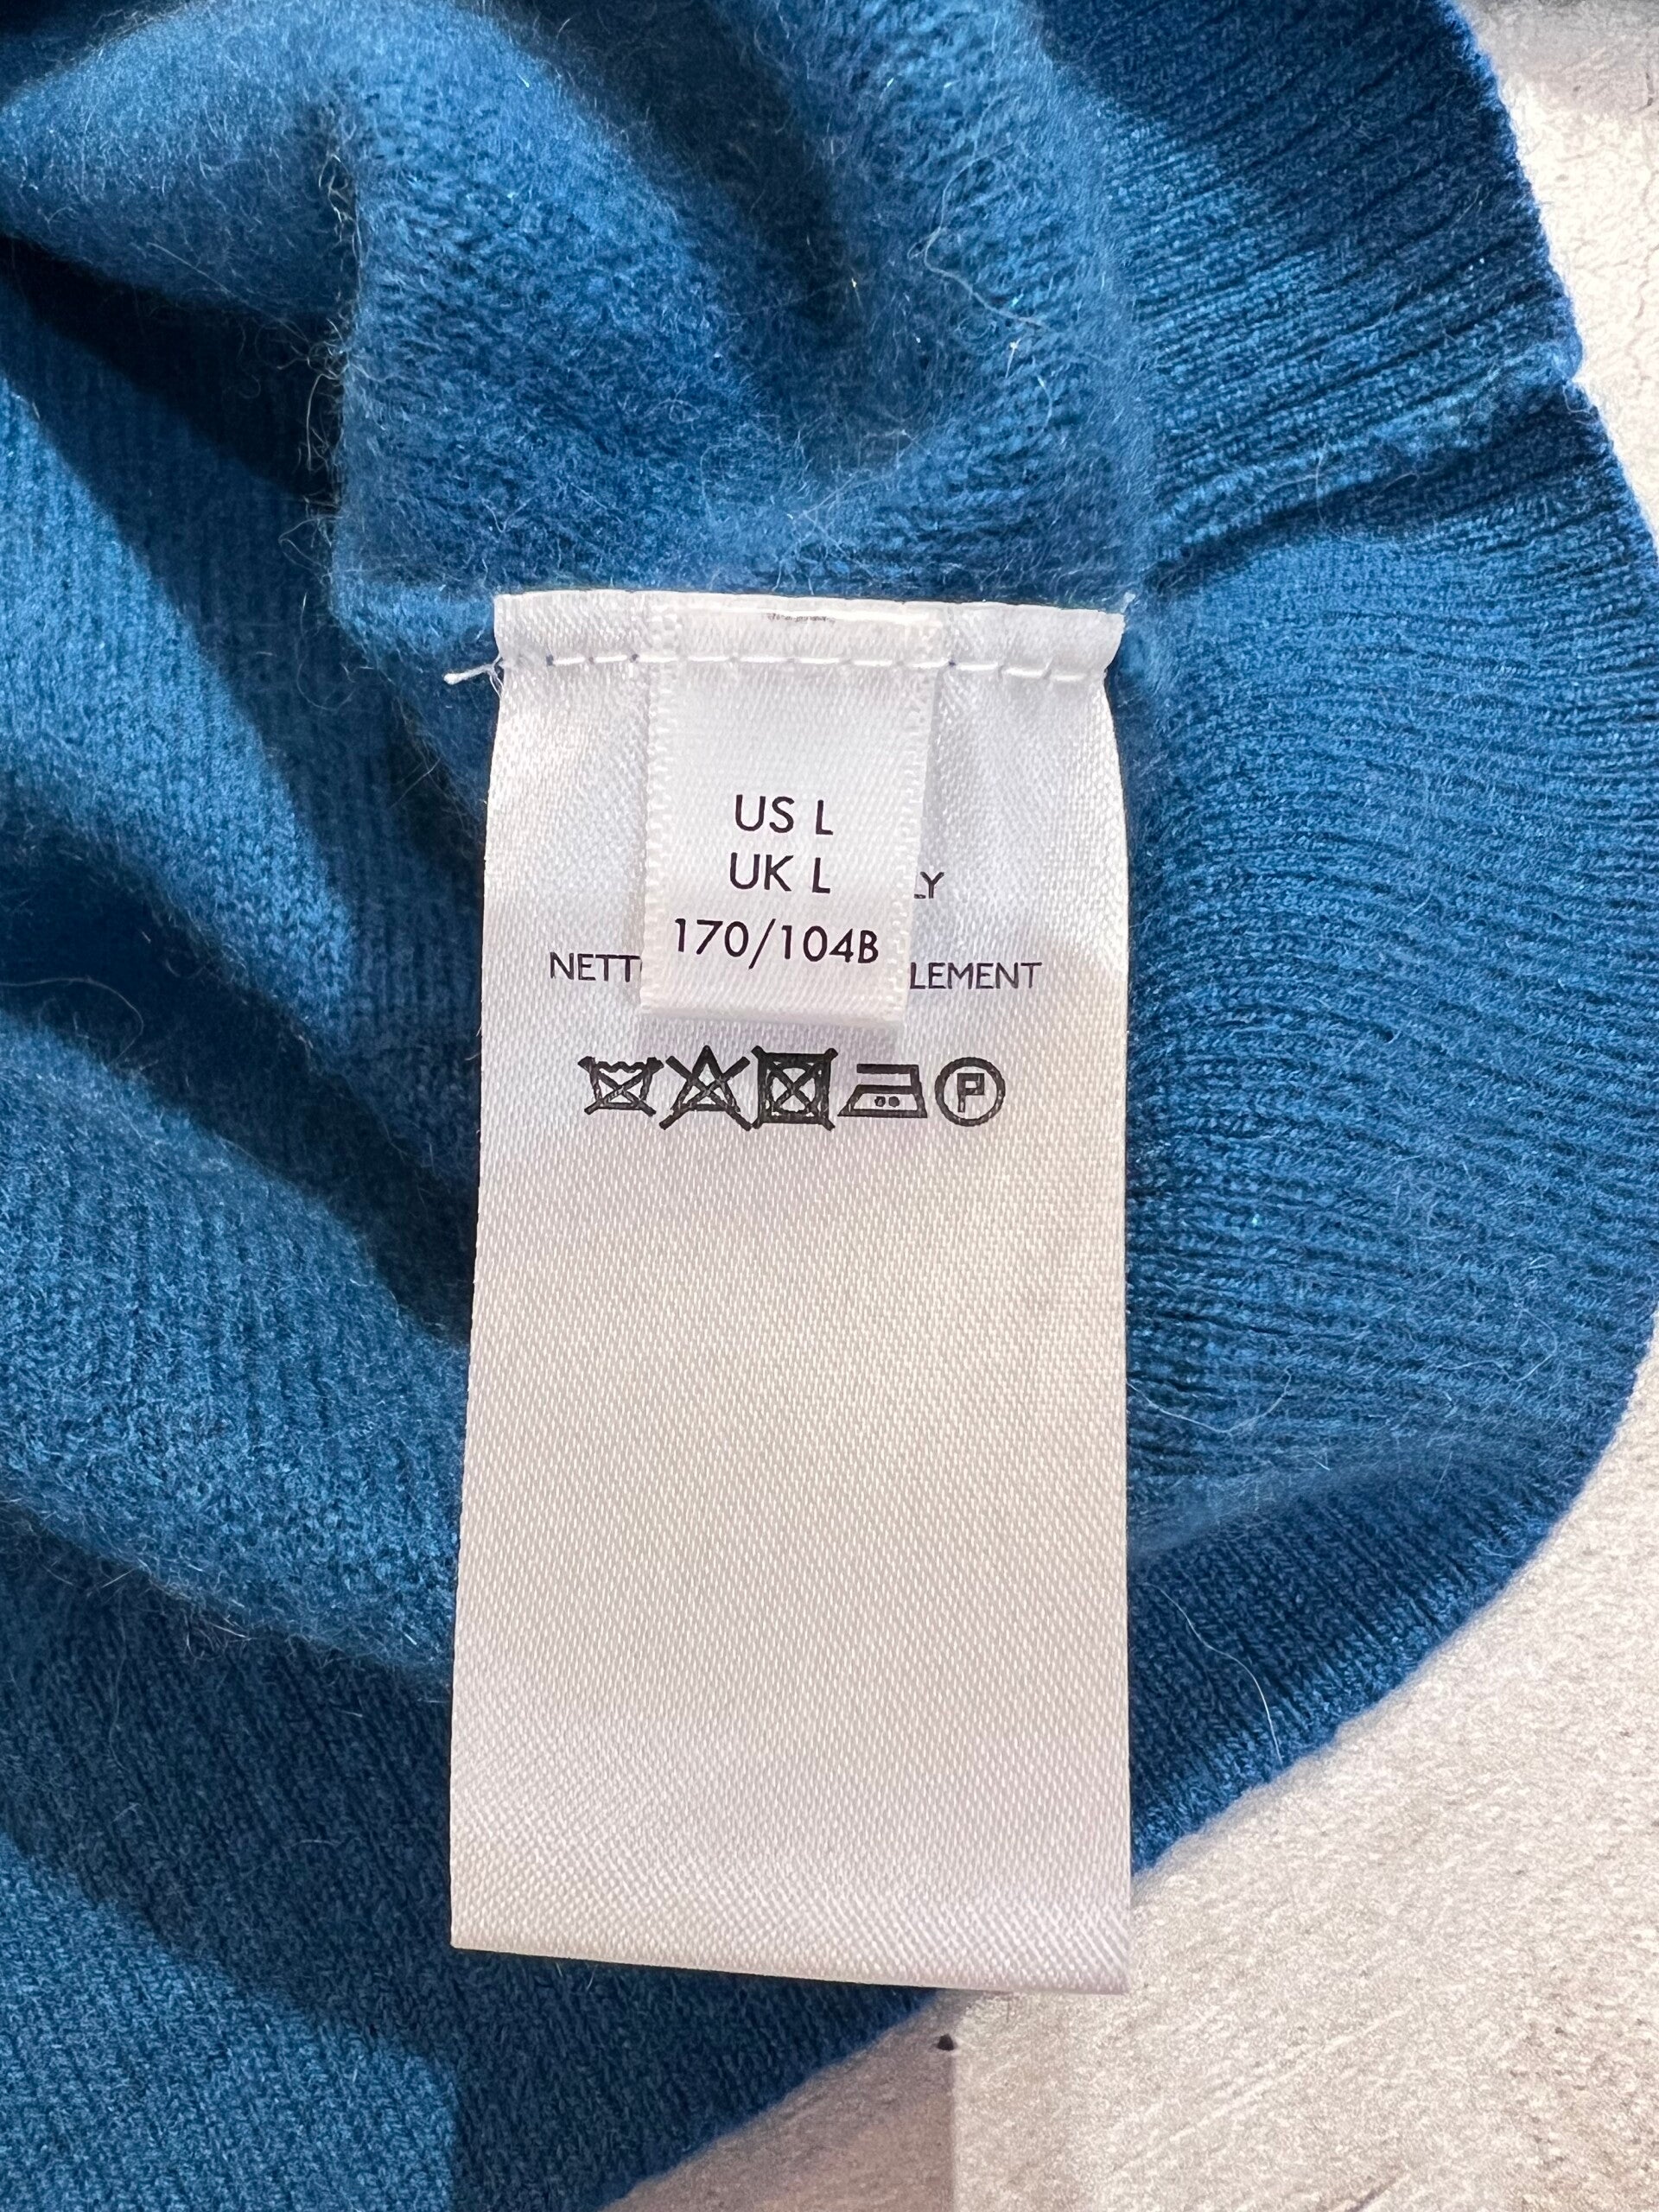 US L
UK L
170/104B
LY
NETT LEMENT
P